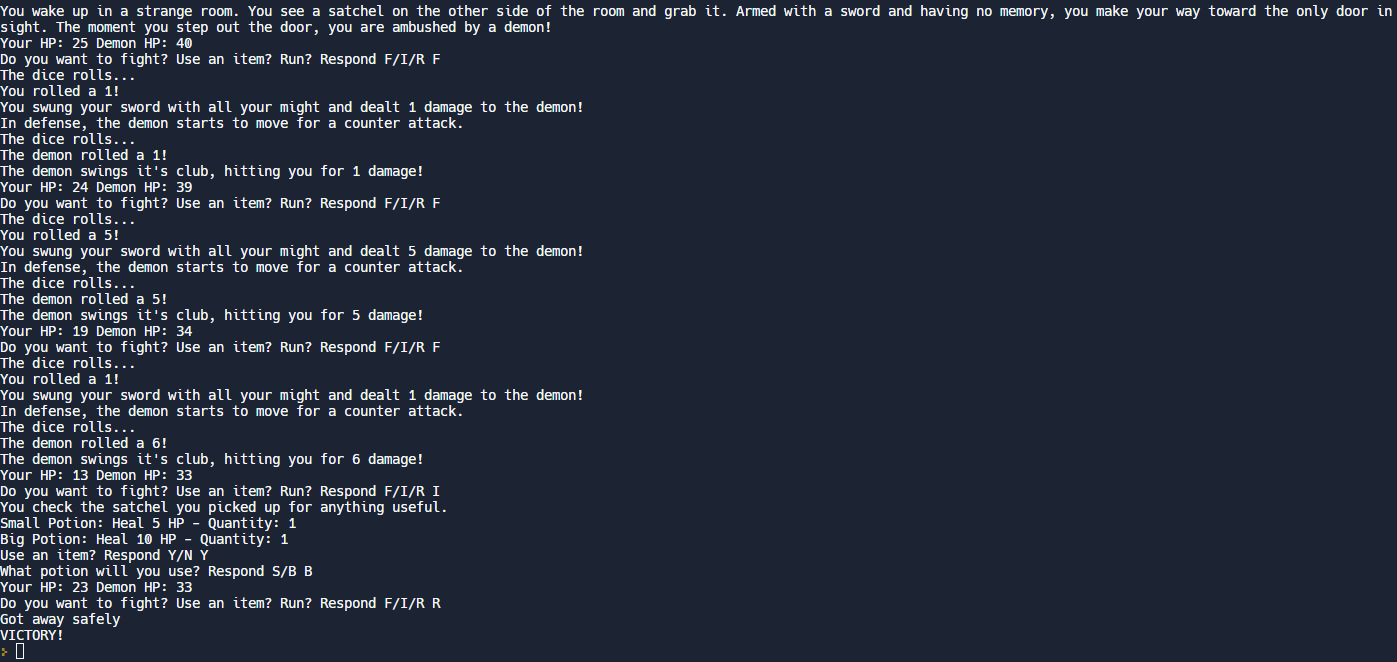 You wake up in a strange room. You see a satchel on the other side of the room and grab it. Armed with a sword and having no memory, you make your way toward the only door in
sight. The moment you step out the door, you are ambushed by a demon!
Your HP: 25 Demon HP: 40
Do you want to fight? Use an item? Run? Respond F/I/R F
The dice rolls...
You rolled a 1!
You swung your sword with all your might and dealt 1 damage to the demon!
In defense, the demon starts to move for a counter attack.
The dice rolls...
The demon rolled a 1!
The demon swings it's club, hitting you for 1 damage!
Your HP: 24 Demon HP: 39
Do you want to fight? Use an item? Run? Respond F/I/R F
The dice rolls...
You rolled a 5!
You swung your sword with all your might and dealt 5 damage to the demon!
In defense, the demon starts to move for a counter attack.
The dice rolls...
The demon rolled a 5!
The demon swings it's club, hitting you for 5 damage!
Your HP: 19 Demon HP: 34
Do you want to fight? Use an item? Run? Respond F/I/R F
The dice rolls...
You rolled a 1!
You swung your sword with all your might and dealt 1 damage to the demon!
In defense, the demon starts to move for a counter attack.
The dice rolls...
The demon rolled a 6!
The demon swings it's club, hitting you for 6 damage!
Your HP: 13 Demon HP: 33
Do you want to fight? Use an item? Run? Respond F/I/R I
You check the satchel you picked up for anything useful.
Small Potion: Heal 5 HP - Quantity: 1
Big Potion: Heal 10 HP - Quantity: 1
Use an item? Respond Y/N Y
What potion will you use? Respond S/B B
Your HP: 23 Demon HP: 33
Do you want to fight? Use an item? Run? Respond F/I/R R
Got away safely
VICTORY!